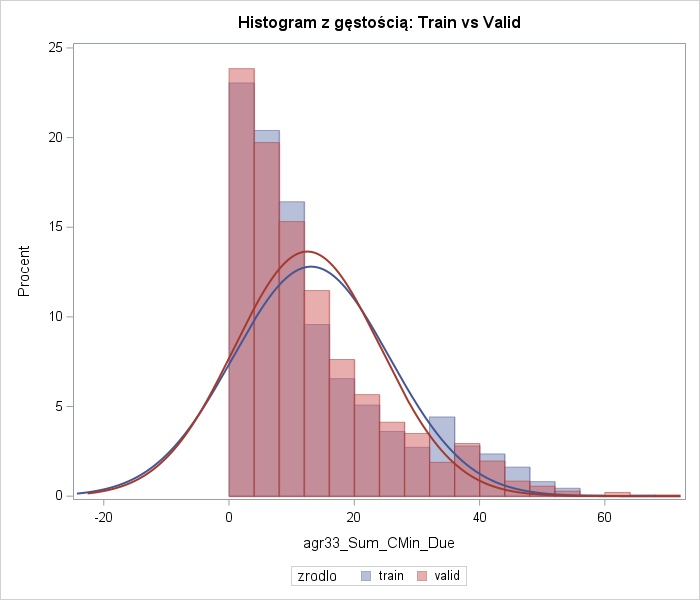 Histogram z gęstością: Train vs Valid
25
20
15
10
5
0
Procent
-20
0
20
40
60
agr33_Sum_CMin_Due
zrodlo train valid